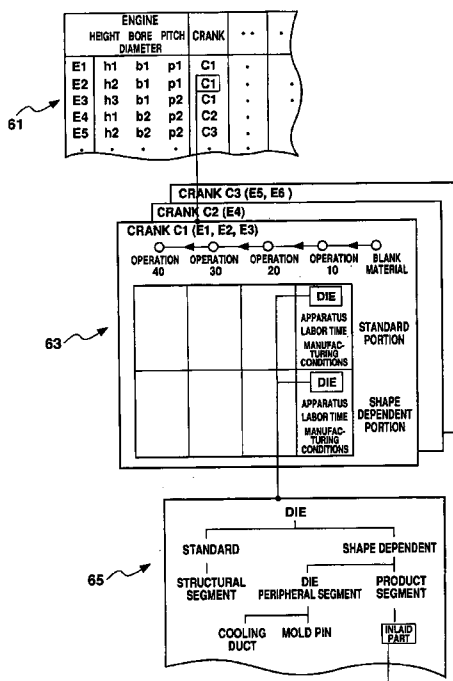 ENGINE
HEIGHT BORE PITCH CRANK • •  •
DIAMETER
E1 h1 b1 p1 C1 •
E2 h2 b1 p1 C1 • •
E3 h3 b1 p2 C1 •
E4 h1 b2 p2 C2 •
E5 h2 b2 p2 C3 •
• • • • • •
61
CRANK C3 (E5, E6)
CRANK C2 (E4)
CRANK C1 (E1, E2, E3)
OPERATION OPERATION OPERATION OPERATION BLANK
40 30 20 10 MATERIAL
DIE
APPARATUS
LABOR TIME
MANUFAC-
TURING
CONDITIONS
STANDARD
PORTION
63
DIE
APPARATUS
LABOR TIME
MANUFAC-
TURING
CONDITIONS
SHAPE
DEPENDENT
PORTION
DIE
STANDARD SHAPE DEPENDENT
65
STRUCTURAL DIE PRODUCT
SEGMENT PERIPHERAL SEGMENT SEGMENT
COOLING MOLD PIN INLAID
DUCT PART